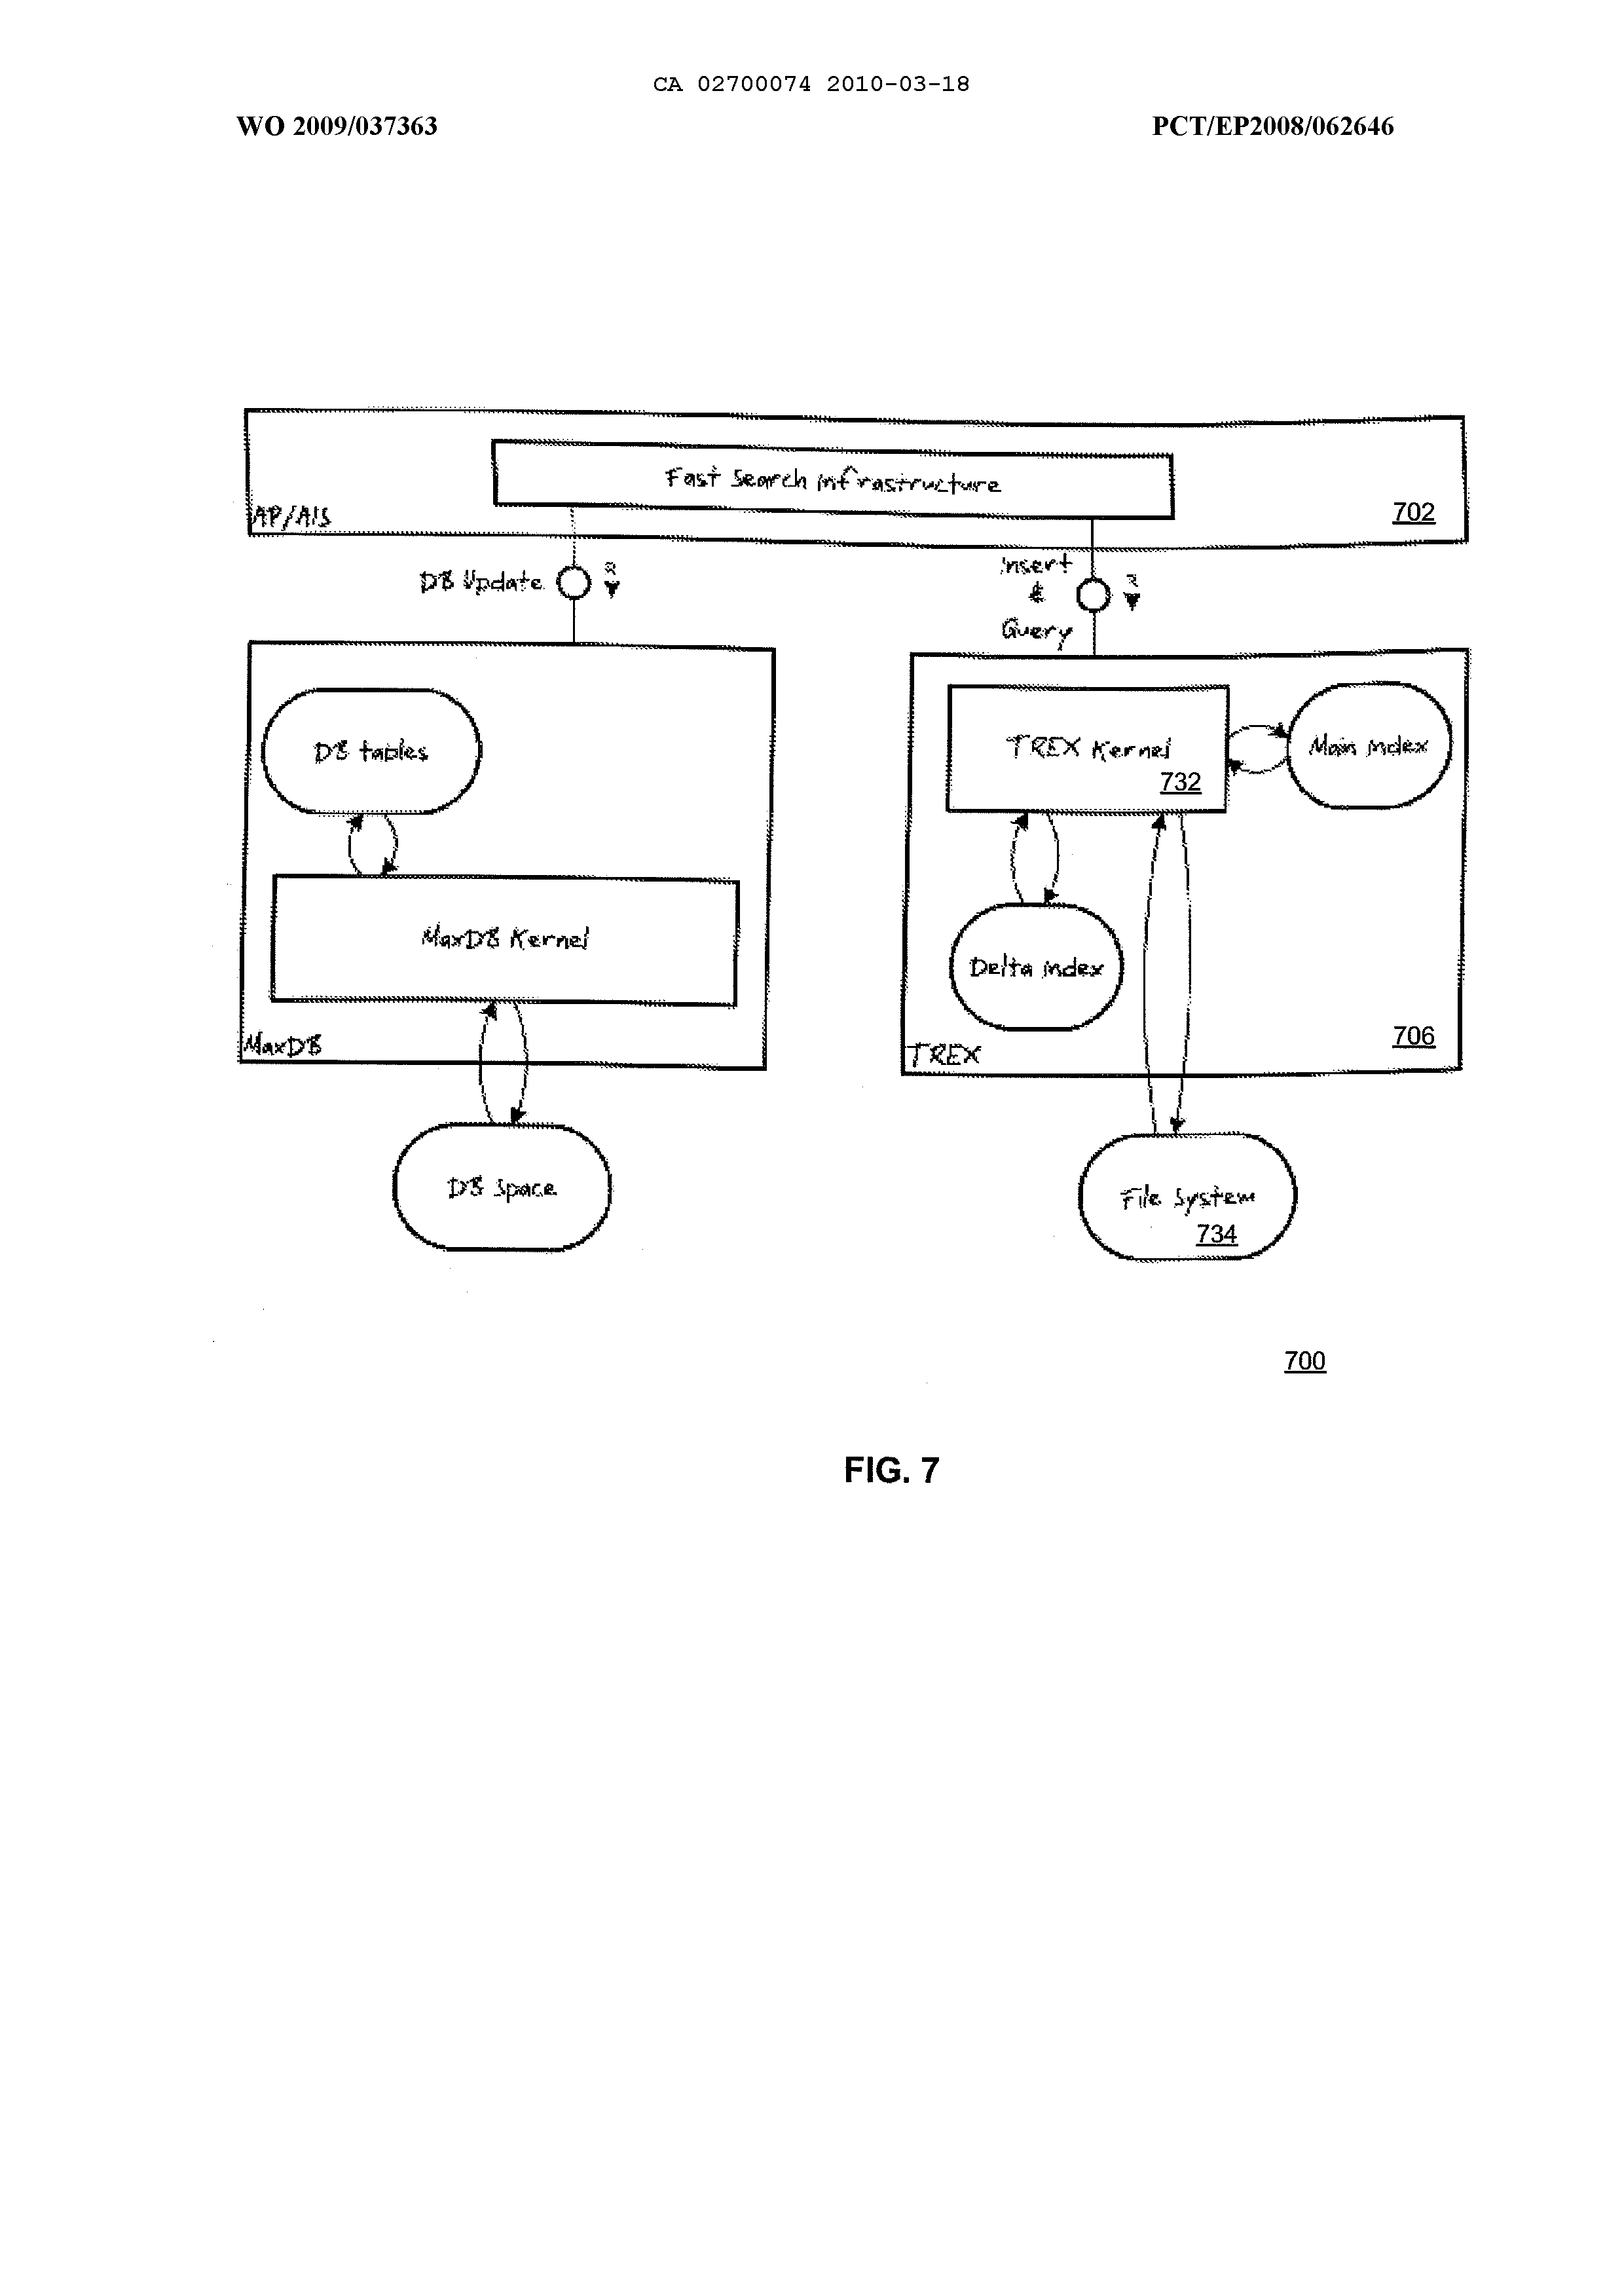 CA 02700074 2010-03-18
WO 2009/037363 PCT/EP2008/062646
Fast Search Infrastructure
AP/A1S
702
DB Update
R
Insert
&
Query
R
DB tables
TREX Kernel
732
Main Index
MaxDB Kernel
Delta Index
MaxDB
TREX
706
DB Space
File System
734
700
FIG. 7